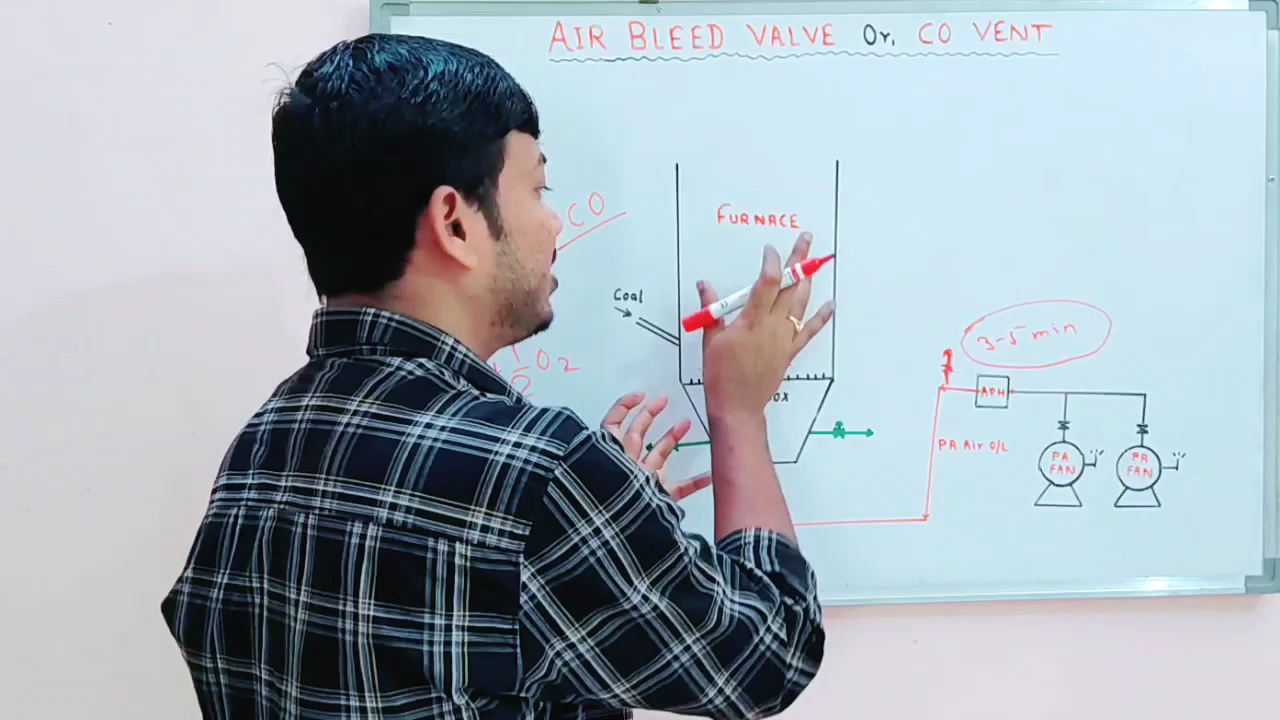 AIR BLEED VALVE Or, CO VENT
CO
FURNACE
Coal
3-5 min
O2
APH
PA Air O/L
PA
FAN
PA
FAN